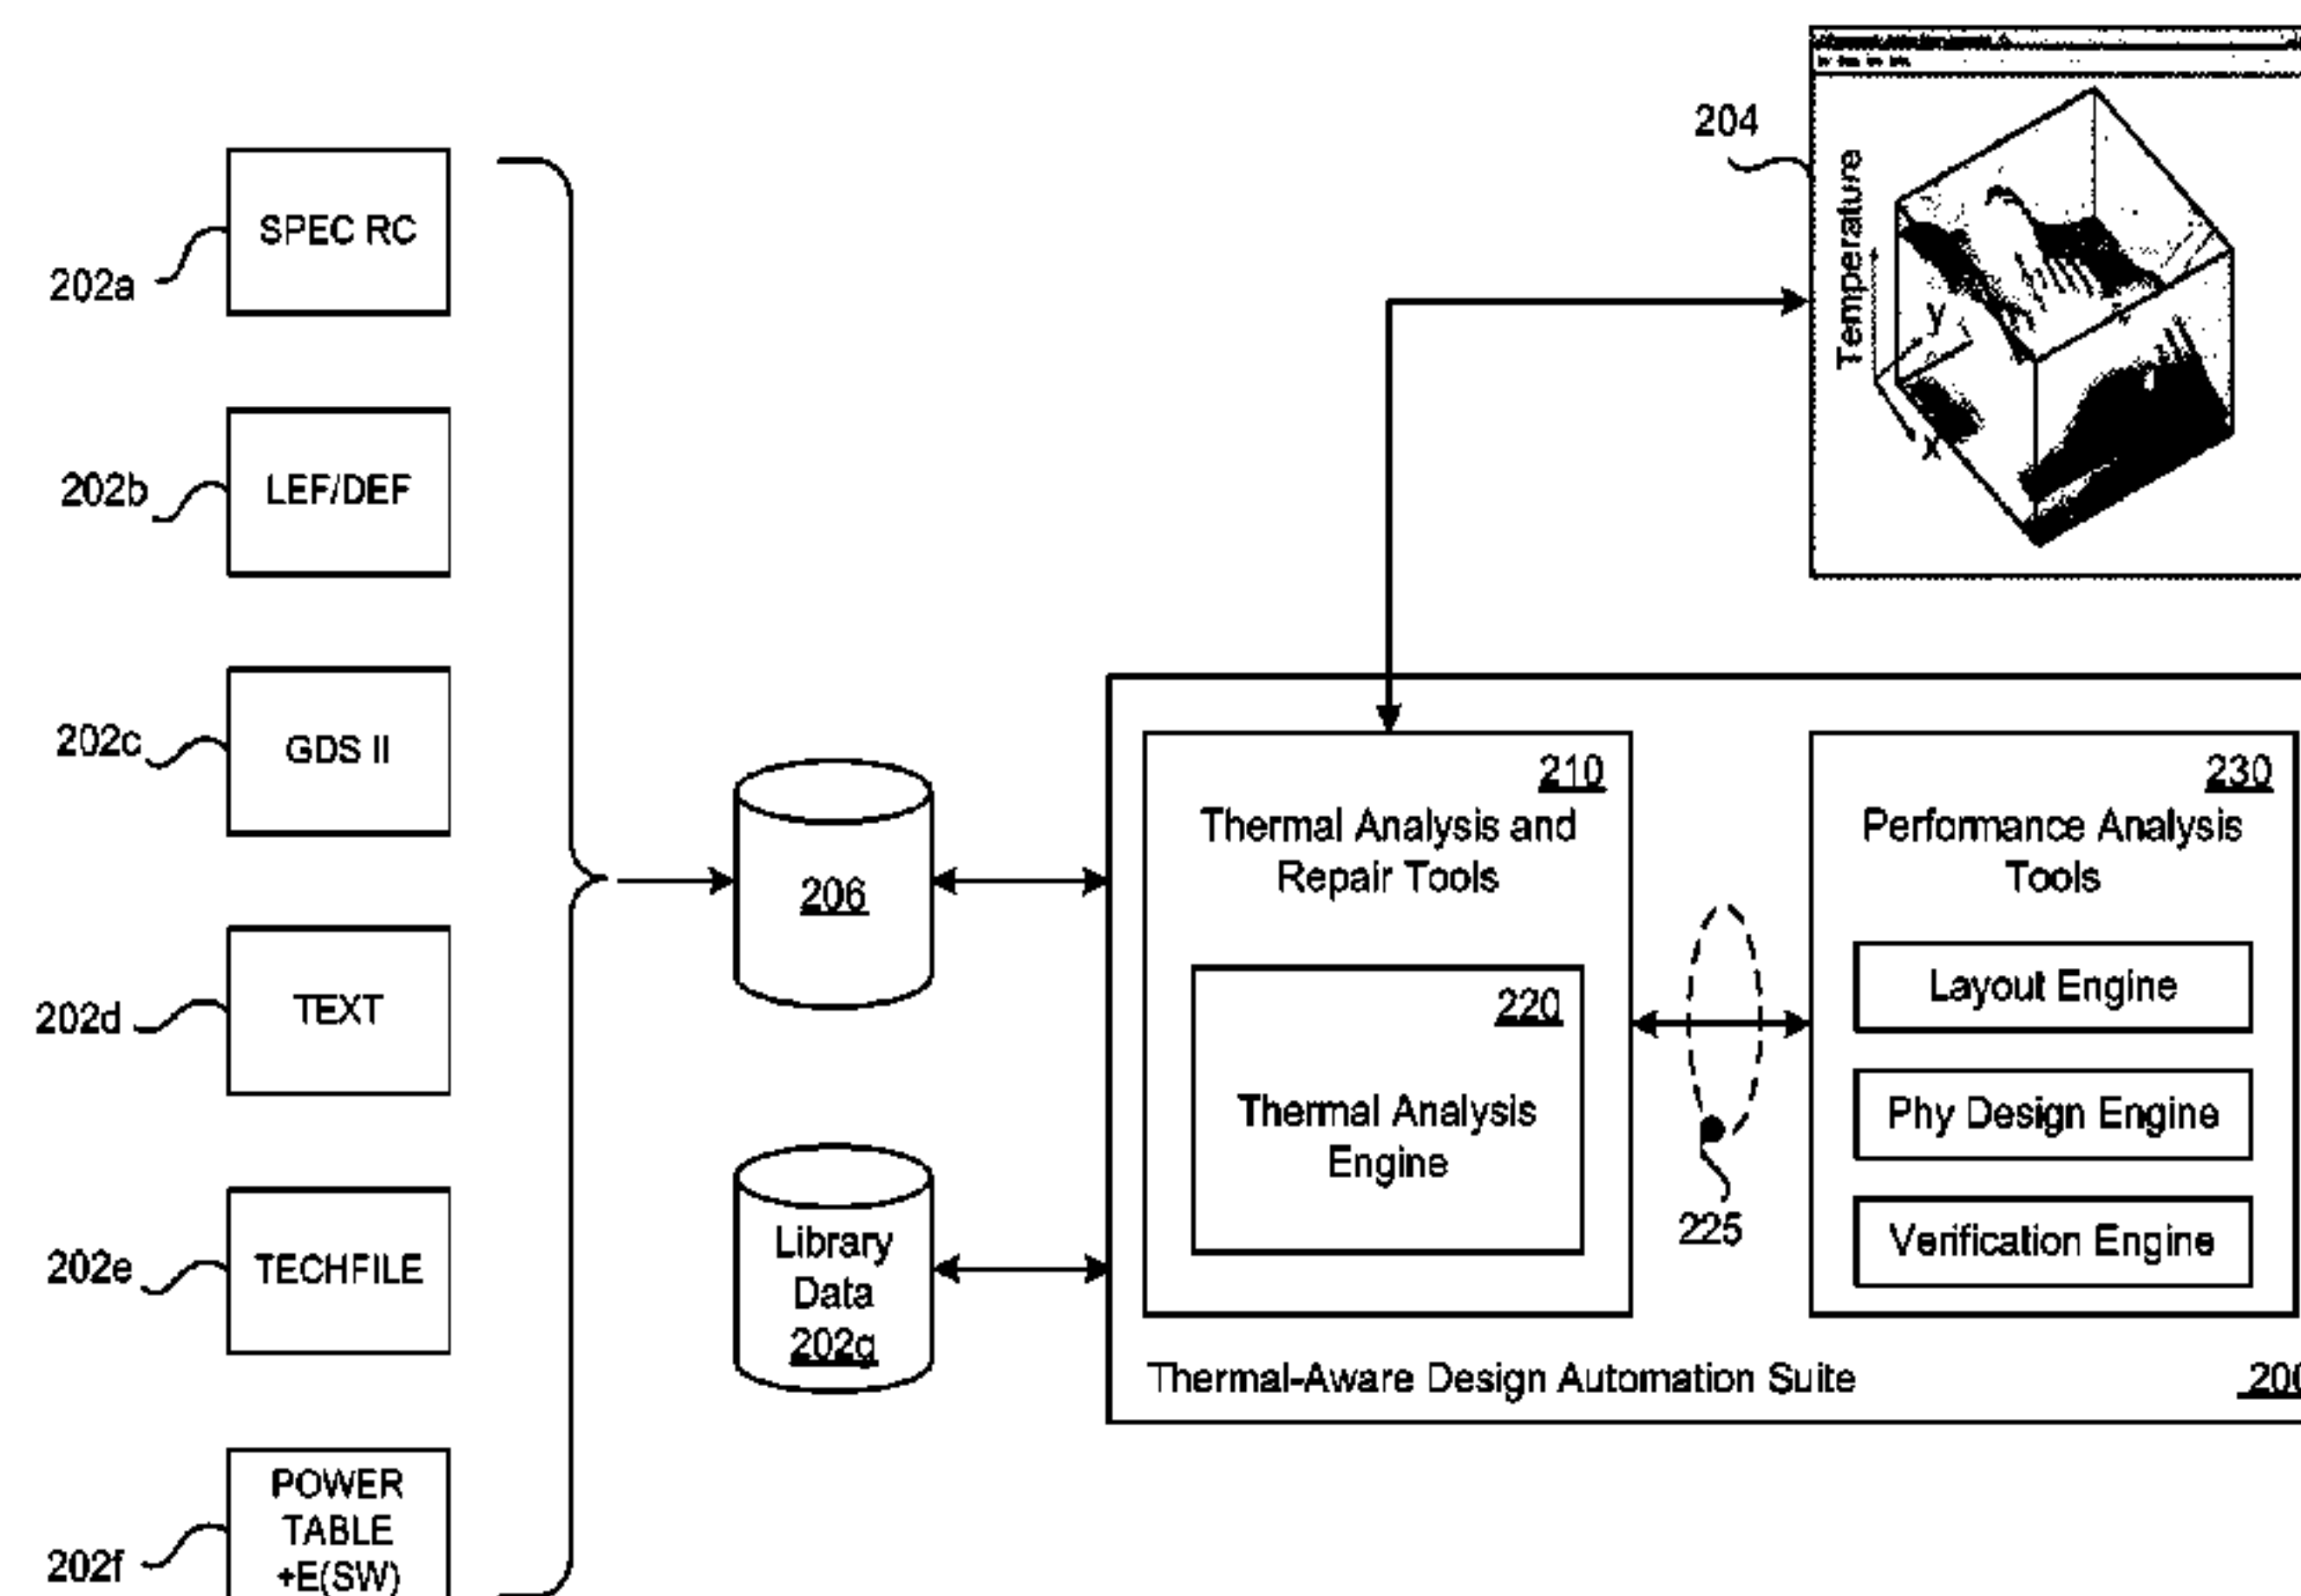 204
Temperature
y
x
SPEC RC
202a
LEF/DEF
202b
GDS II
202c
TEXT
202d
TECHFILE
202e
POWER
TABLE
+E(SW)
202f
206
Library
Data
202g
210
Thermal Analysis and
Repair Tools
220
Thermal Analysis
Engine
225
230
Performance Analysis
Tools
Layout Engine
Phy Design Engine
Verification Engine
Thermal-Aware Design Automation Suite
200